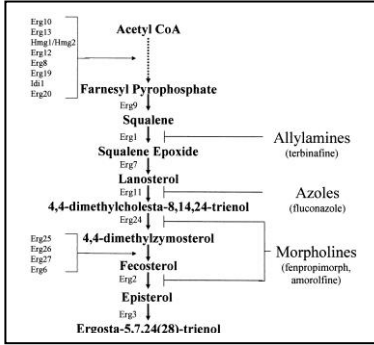 Erg10
Erg13
Hmg1/Hmg2
Erg12
Erg8
Erg19
Idi1
Erg20
Acetyl CoA
Farnesyl Pyrophosphate
Erg9
Squalene
Erg1
Allylamines
(terbinafine)
Squalene Epoxide
Erg7
Lanosterol
Erg11
Azoles
(fluconazole)
4,4-dimethylcholesta-8,14,24-trienol
Erg24
4,4-dimethylzymosterol
Erg25
Erg26
Erg27
Erg6
Morpholines
(fenpropimorph,
amorolfine)
Fecosterol
Erg2
Episterol
Erg3
Ergosta-5,7,24(28)-trienol